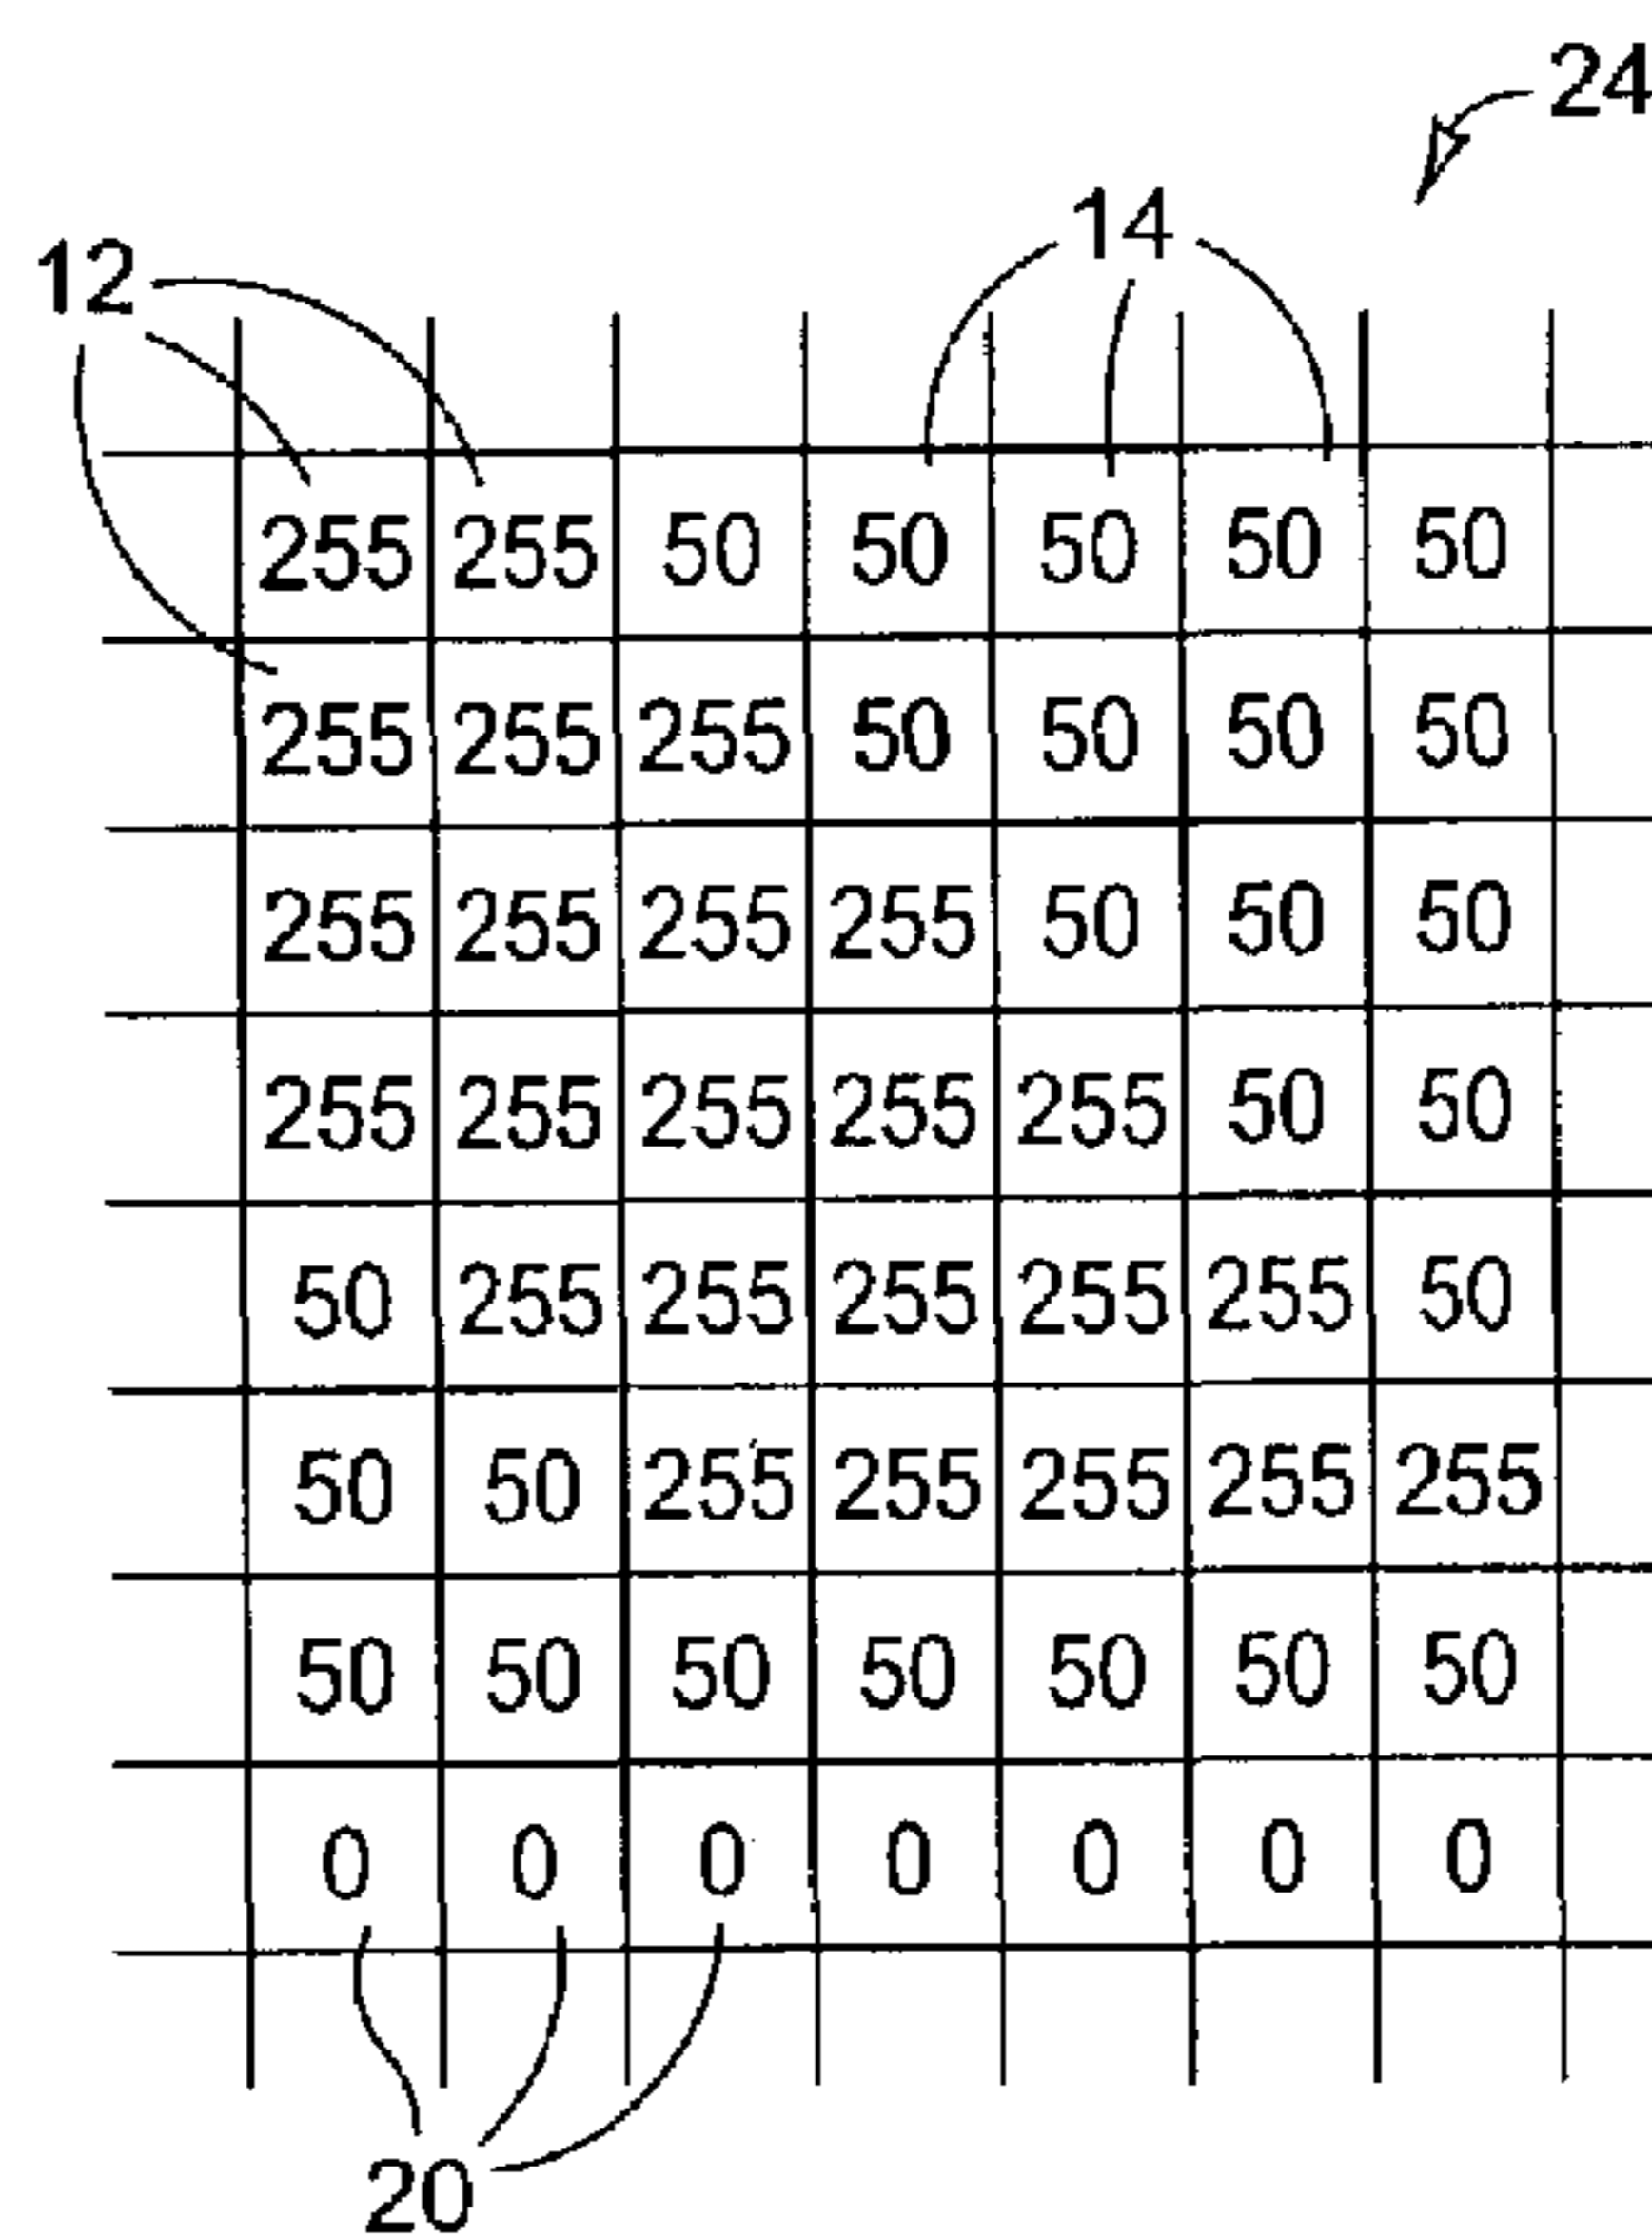 24
14
12
255 255 50 50 50 50 50
255 255 255 50 50 50 50
255 255 255 255 50 50 50
255 255 255 255 255 50 50
50 255 255 255 255 255 50
50 50 255 255 255 255 255
50 50 50 50 50 50 50
0 0 0 0 0 0 0
20